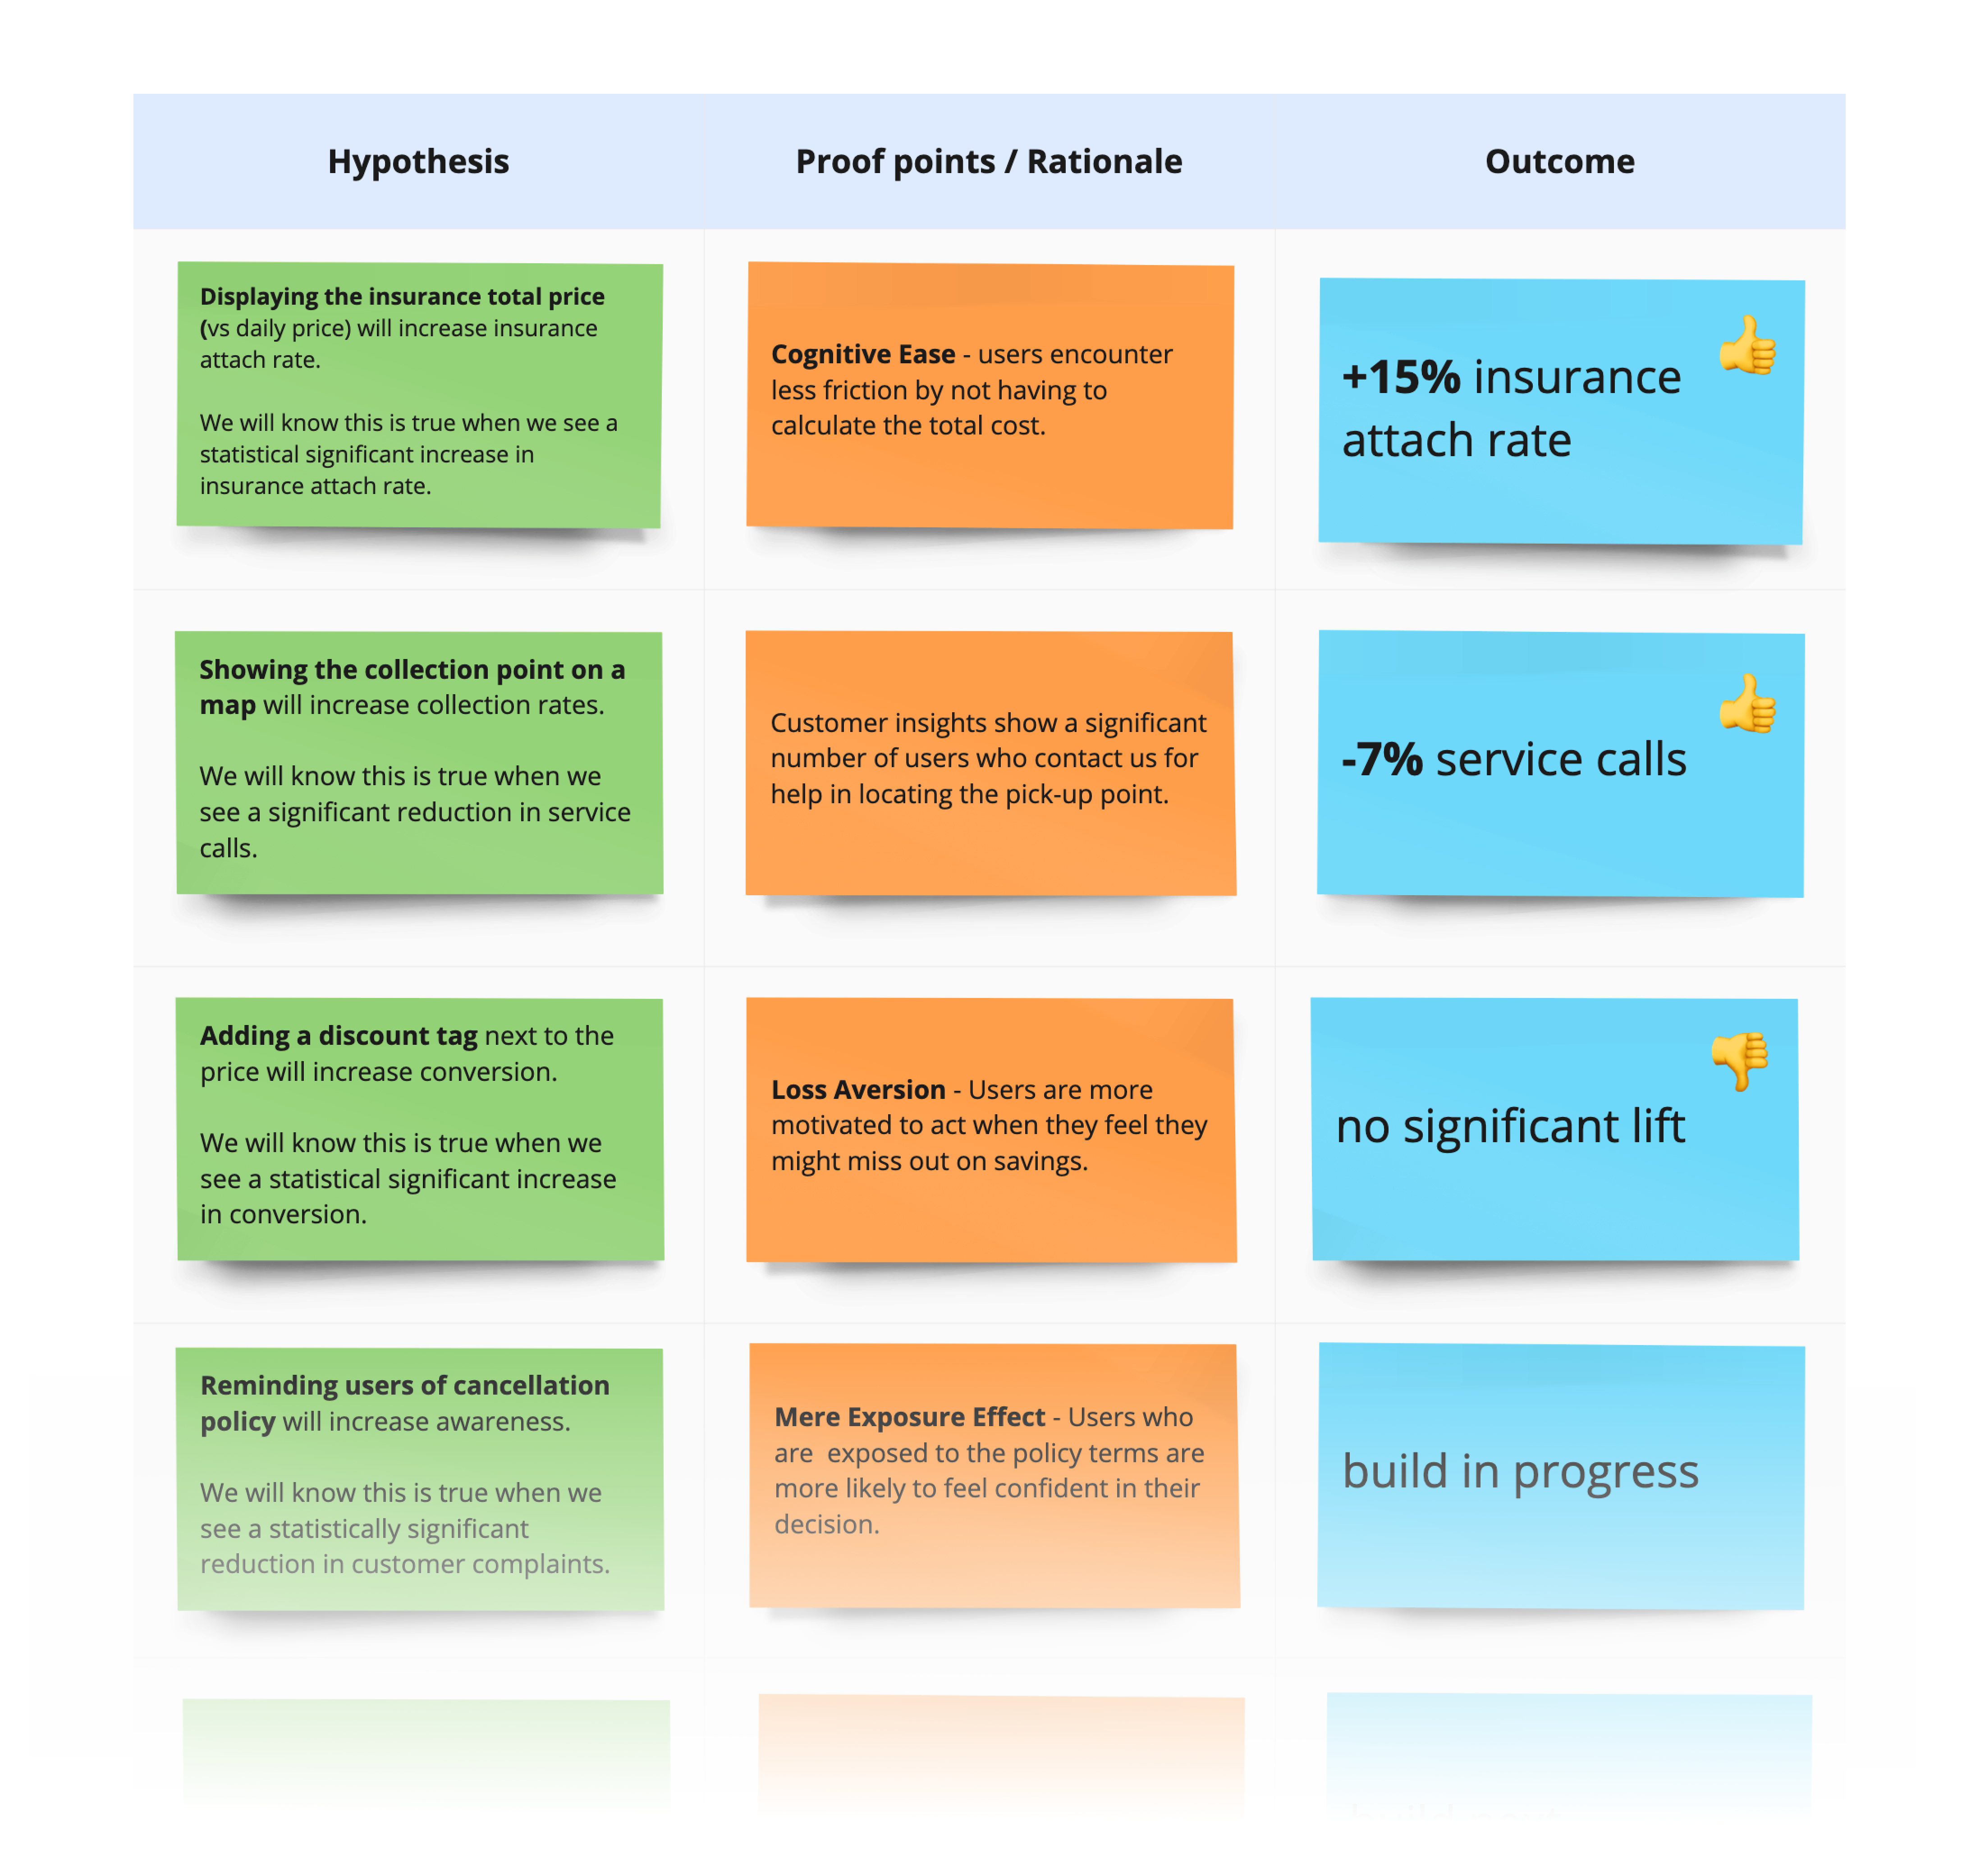 Hypothesis
Proof points / Rationale
Outcome
Displaying the insurance total price
(vs daily price) will increase insurance
attach rate.
We will know this is true when we see a
statistical significant increase in
insurance attach rate.
Cognitive Ease - users encounter
less friction by not having to
calculate the total cost.
👍
+15% insurance
attach rate
Showing the collection point on a
map will increase collection rates.
We will know this is true when we
see a significant reduction in service
calls.
Customer insights show a significant
number of users who contact us for
help in locating the pick-up point.
👍
-7% service calls
Adding a discount tag next to the
price will increase conversion.
We will know this is true when we
see a statistical significant increase
in conversion.
Loss Aversion - Users are more
motivated to act when they feel they
might miss out on savings.
👎
no significant lift
Reminding users of cancellation
policy will increase awareness.
We will know this is true when we
see a statistically significant
reduction in customer complaints.
Mere Exposure Effect - Users who
are  exposed to the policy terms are
more likely to feel confident in their
decision.
build in progress